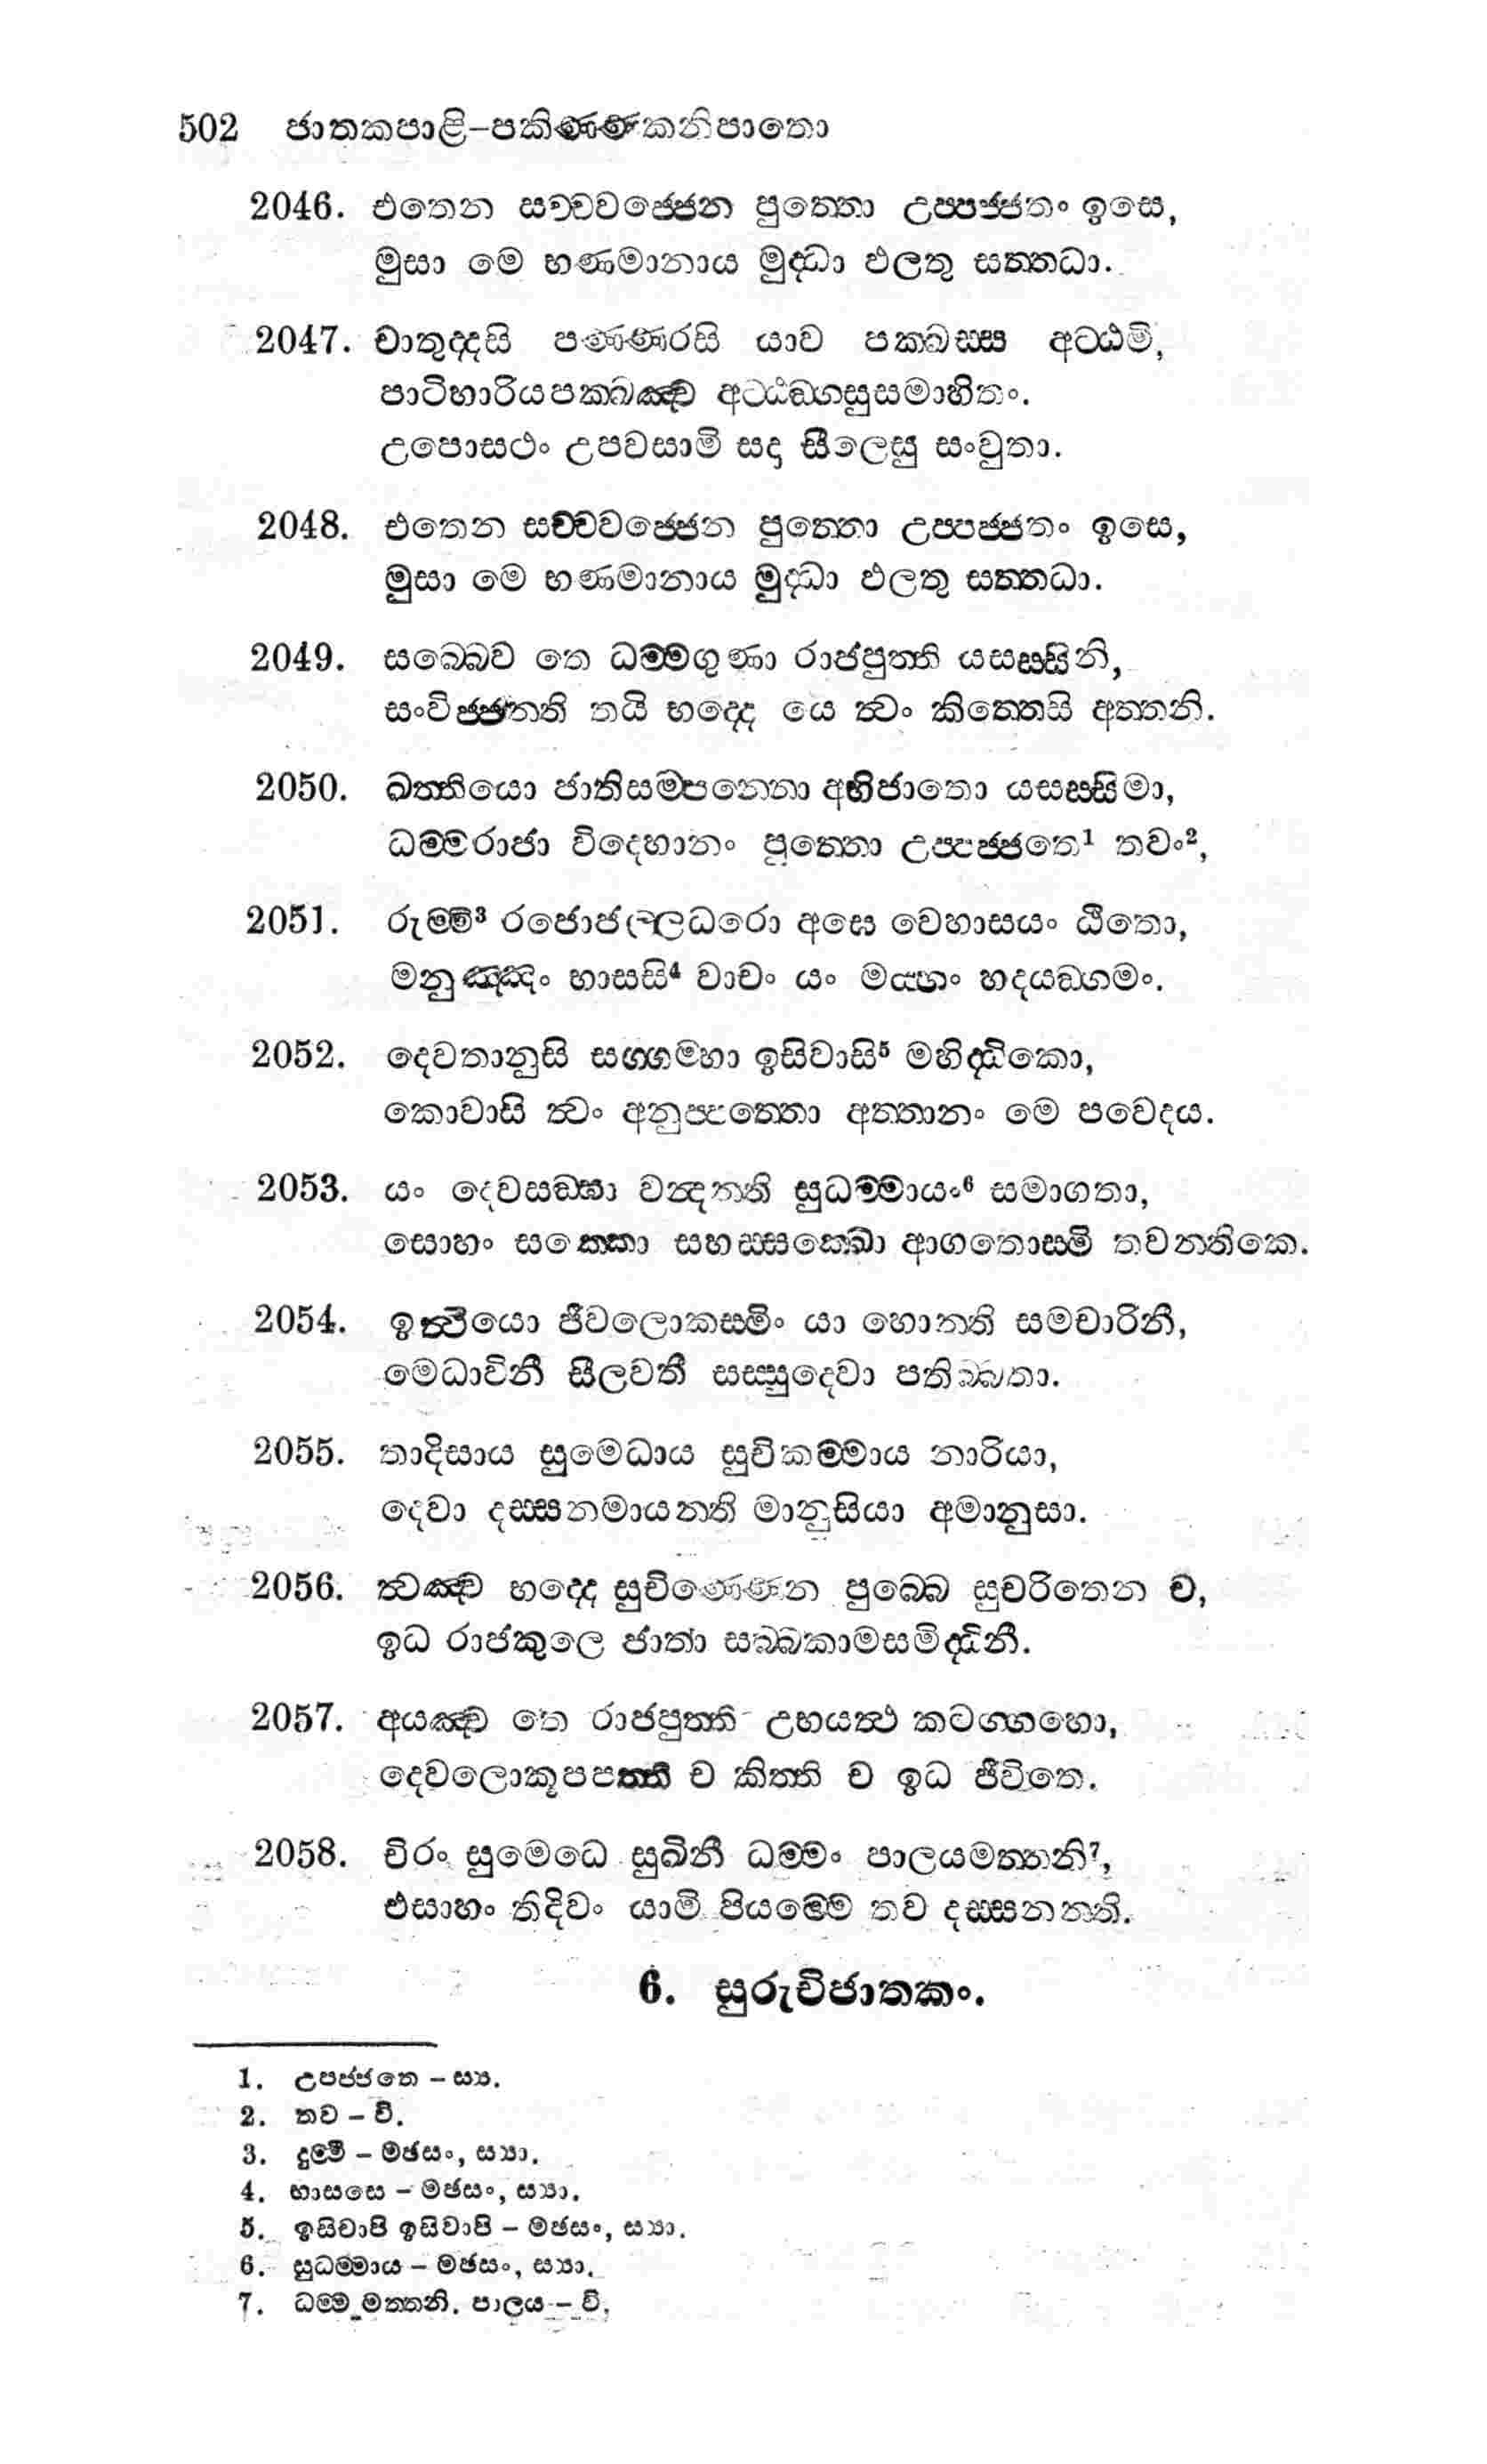 502 ජාතකපාළි-පකිණ්ණකනිපාතො
2046. එතෙන සච්චවජ්ජෙන පුත්තො උප්පජ්ජතං ඉසෙ,
මුසා මෙ භණමානාය මුද්ධා ඵලතු සත්තධා.
2047. චාතුද්දසි පණ්ණරසි යාව පක්ඛස්ස අට්ඨමි,
පාටිහාරියපක්ඛඤ්ච අට්ඨඞ්ගසුසමාහිතං.
උපොසථං උපවසාමි සදා සීලෙසු සංවුතා.
2048. එතෙන සච්චවජ්ජෙන පුත්තො උප්පජ්ජතං ඉසෙ,
මුසා මෙ භණමානාය මුද්ධා ඵලතු සත්තධා.
2049. සබ්බෙව තෙ ධම්මගුණා රාජපුත්ති යසස්සිනි,
සංවිජ්ජන්ති තයි භද්දෙ යෙ ත්වං කිත්තෙසි අත්තනි.
2050. ඛත්තියො ජාතිසම්පන්නො අභිජාතො යසස්සිමා,
ධම්මරාජා විදෙහානං පුත්තො උප්පජ්ජතෙ1 තවං2,
2051. රුම්මී3 රජොජල්ලධරො අඝෙ වෙහාසයං ඨිතො,
මනුඤ්ඤං භාසසි4 වාචං යං මය්හං හදයඞ්ගමං.
2052. දෙවතානුසි සග්ගම්හා ඉසිවාසි5 මහිද්ධිකො,
කොවාසි ත්වං අනුප්පත්තො අත්තානං මෙ පවෙදය.
2053. යං දෙවසඞ්ඝා වන්දන්ති සුධම්මායං6 සමාගතා,
සොහං සක්කො සහස්සක්ඛො ආගතොස්මි තවන්තිකෙ.
2054. ඉත්ථියො ජීවලොකස්මිං යා හොන්ති සමචාරිනී,
මෙධාවිනී සීලවතී සස්සුදෙවා පතිබ්බතා.
2055. තාදිසාය සුමෙධාය සුචිකම්මාය නාරියා,
දෙවා දස්සනමායන්ති මානුසියා අමානුසා.
2056. ත්වඤ්ච භද්දෙ සුචිණ්ණෙන පුබ්බෙ සුචරිතෙන ච,
ඉධ රාජකුලෙ ජාතා සබ්බකාමසමිද්ධිනී.
2057. අයඤ්ච තෙ රාජපුත්ති උභයත්ථ කටග්ගහො,
දෙවලොකූපපත්තී ච කිත්ති ච ඉධ ජීවිතෙ.
2058. චිරං සුමෙධෙ සුඛිනී ධම්මං පාලයමත්තනි7,
එසාහං තිදිවං යාමි පියම්මෙ තව දස්සනන්ති.
6. සුරුචිජාතකං.
1. උපජ්ජතෙ - ස්‍යා.
2. තව - වි.
3. දුම්මී - මඡසං, ස්‍යා.
4. භාසසෙ - මඡසං, ස්‍යා.
5. ඉසිචාපි ඉසිවාපි - මඡසං, ස්‍යා.
6. සුධම්මාය - මඡසං, ස්‍යා.
7. ධම්ම මත්තනි. පාලය - වි.